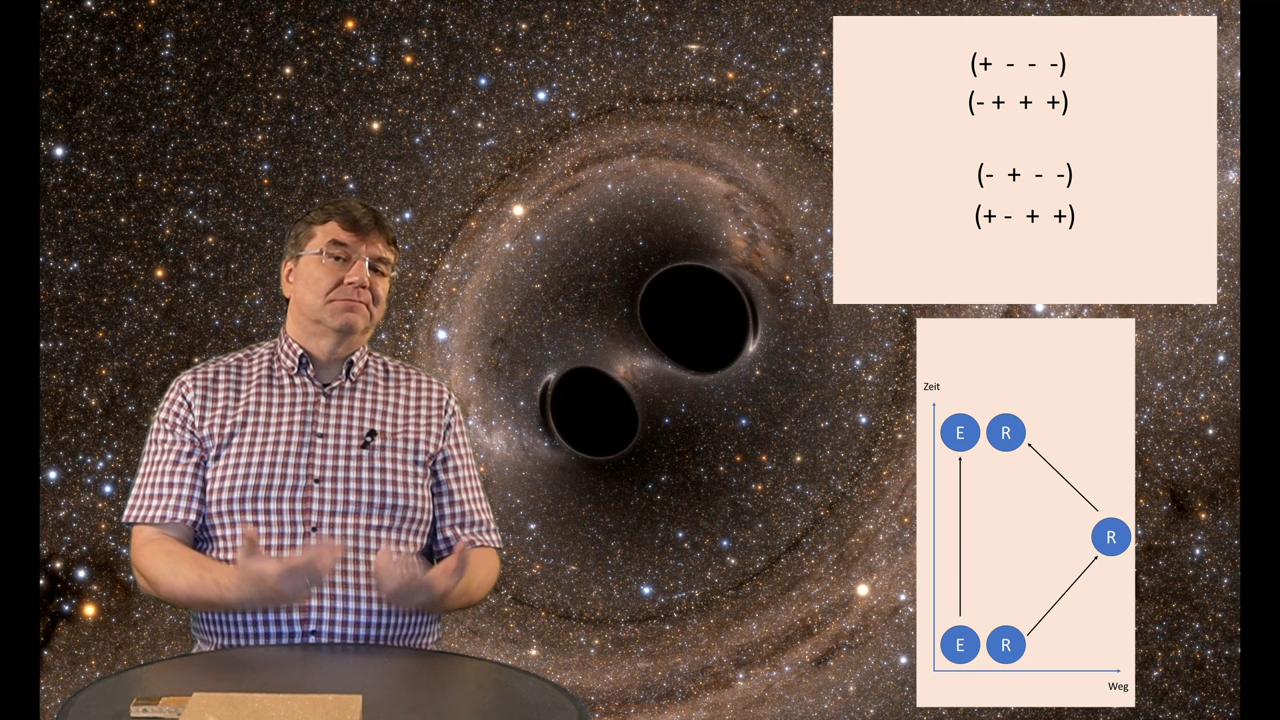 (+ - - -)
(- + + +)
(- + - -)
(+ - + +)
Zeit
E R
R
E R
Weg